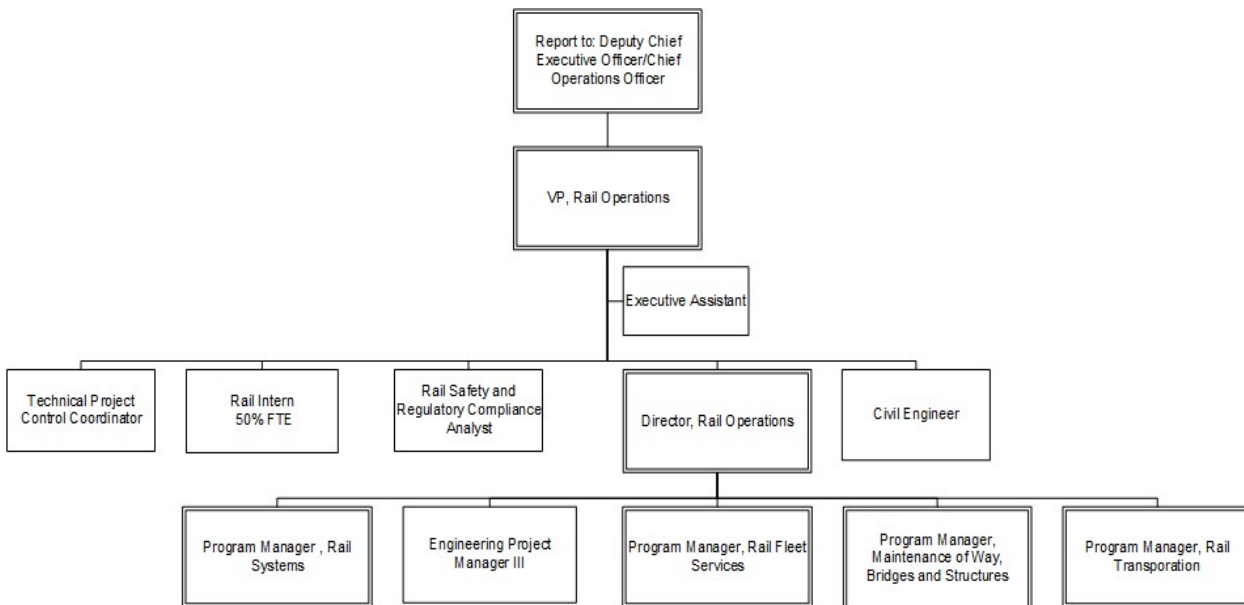 Report to: Deputy Chief
Executive Officer/Chief
Operations Officer
VP, Rail Operations
Executive Assistant
Technical Project
Control Coordinator
Rail Intern
50% FTE
Rail Safety and
Regulatory Compliance
Analyst
Director, Rail Operations
Civil Engineer
Program Manager , Rail
Systems
Engineering Project
Manager III
Program Manager, Rail Fleet
Services
Program Manager,
Maintenance of Way,
Bridges and Structures
Program Manager, Rail
Transporation